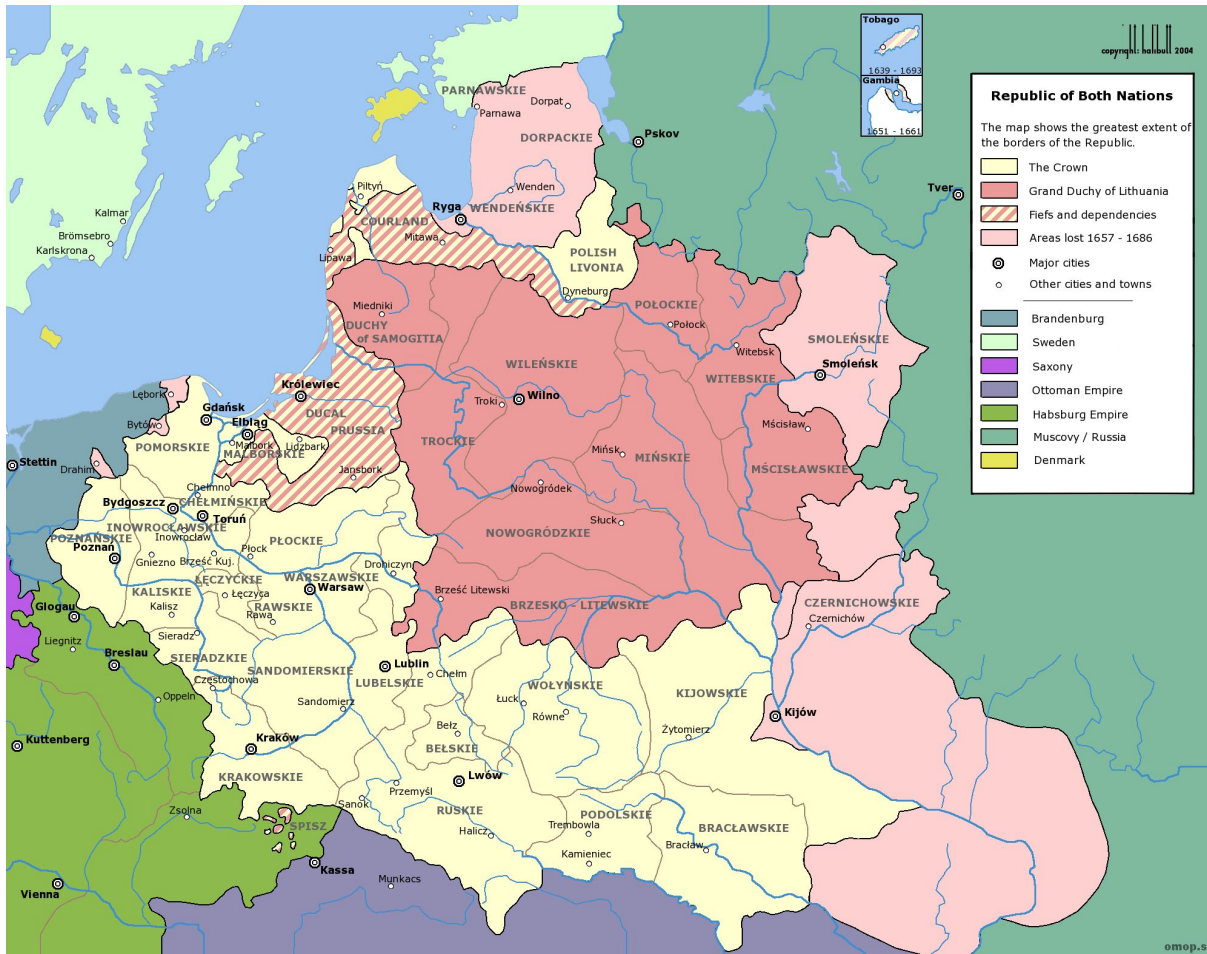 Tobago
1639 - 1693
Gambia
1651 - 1661
copyright: halibutt 2004
Republic of Both Nations
The map shows the greatest extent of
the borders of the Republic.
The Crown
Grand Duchy of Lithuania
Fiefs and dependencies
Areas lost 1657 - 1686
Major cities
Other cities and towns
Brandenburg
Sweden
Saxony
Ottoman Empire
Habsburg Empire
Muscovy / Russia
Denmark
PARNAWSKIE
Parnawa
Dorpat
DORPACKIE
Pskov
Tver
Piltyń
Wenden
Ryga
WENDEŃSKIE
COURLAND
Mitawa
Kalmar
Brömsebro
Karlskrona
Lipawa
POLISH
LIVONIA
Dyneburg
Miedniki
DUCHY
of SAMOGITIA
POŁOCKIE
Połock
Witebsk
SMOLEŃSKIE
Smoleńsk
WILEŃSKIE
WITEBSKIE
Królewiec
Troki
Wilno
Lębork
Gdańsk
Bytów
Elbląg
DUCAL
PRUSSIA
Malbork
Lidzbark
MALBORSKIE
POMORSKIE
TROCKIE
Mińsk
MIŃSKIE
Mścisław
MŚCISŁAWSKIE
Stettin
Drahim
Jansbork
Chełmno
CHEŁMIŃSKIE
Bydgoszcz
Toruń
Nowogródek
Słuck
NOWOGRÓDZKIE
INOWROCŁAWSKIE
Inowrocław
POZNAŃSKIE
Poznań
Gniezno
Brześć Kuj.
Płock
PŁOCKIE
Droniczyn
ŁĘCZYCKIE
Łęczyca
WARSZAWSKIE
Warsaw
KALISKIE
Kalisz
RAWSKIE
Rawa
Brześć Litewski
BRZESKO - LITEWSKIE
CZERNICHOWSKIE
Czernichów
Glogau
Liegnitz
Breslau
Sieradz
SIERADZKIE
SANDOMIERSKIE
Lublin
LUBELSKIE
Chełm
Częstochowa
Oppeln
Sandomierz
WOŁYŃSKIE
Łuck
Równe
KIJOWSKIE
Kijów
Żytomierz
Kuttenberg
Kraków
Bełz
BEŁSKIE
KRAKOWSKIE
Lwów
Przemyśl
Sanok
Zsolna
SPISZ
RUSKIE
Halicz
PODOLSKIE
Trembowla
Kamieniec
BRACŁAWSKIE
Bracław
Kassa
Munkacs
Vienna
omop.s